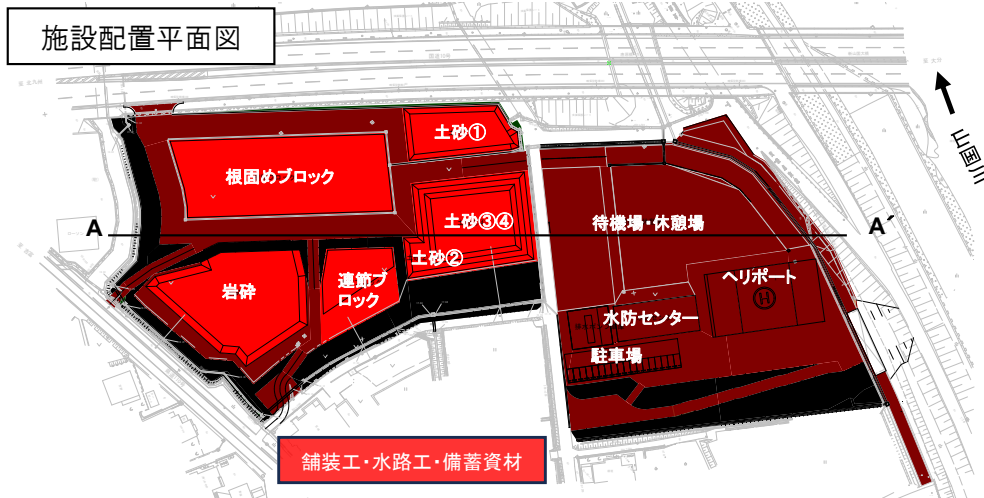 施設配置平面図
山国川
土砂①
根固めブロック
土砂③④
待機場・休憩場
A
A´
土砂②
ヘリポート
岩砕
連節ブ
ロック
H
水防センター
駐車場
舗装工・水路工・備蓄資材